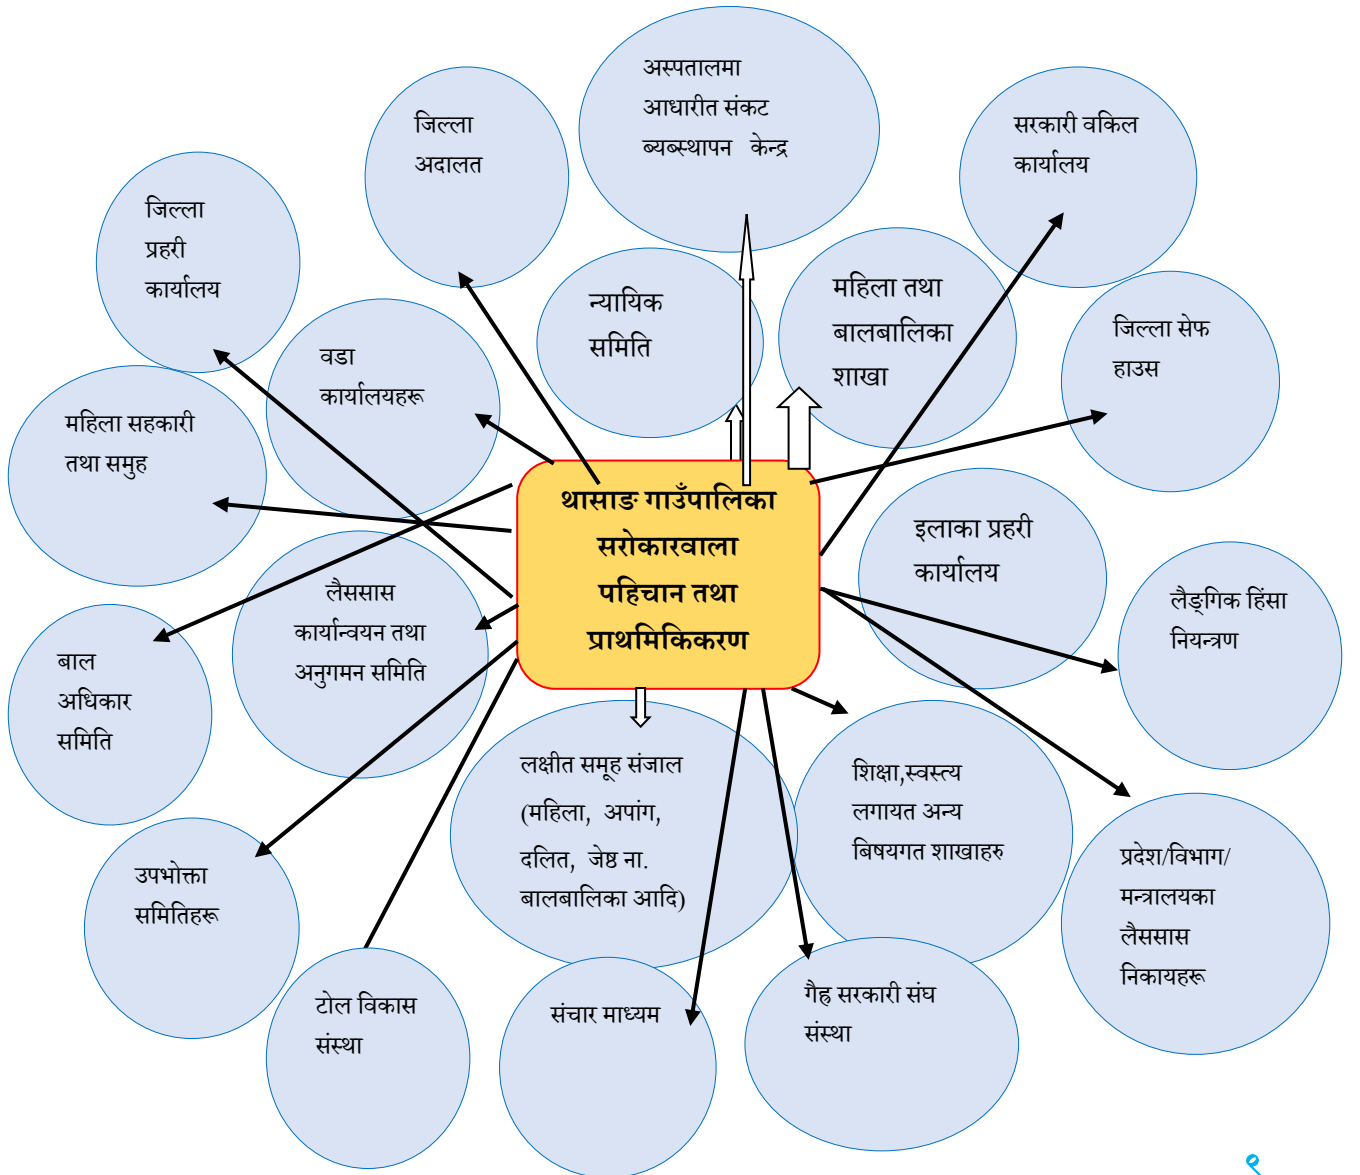 अस्पतालमा
आधारीत संकट
ब्यब्स्थापन केन्द्र
जिल्ला
अदालत
सरकारी वकिल
कार्यालय
जिल्ला
प्रहरी
कार्यालय
न्यायिक
समिति
महिला तथा
बालबालिका
शाखा
जिल्ला सेफ
हाउस
वडा
कार्यालयहरू
महिला सहकारी
तथा समुह
थासाङ गाउँपालिका
सरोकारवाला
पहिचान तथा
प्राथमिकिकरण
इलाका प्रहरी
कार्यालय
लैङ्गिक हिंसा
नियन्त्रण
लैससास
कार्यान्वयन तथा
अनुगमन समिति
बाल
अधिकार
समिति
लक्षीत समूह संजाल
(महिला, अपांग,
दलित, जेष्ठ ना.
बालबालिका आदि)
शिक्षा,स्वस्त्य
लगायत अन्य
बिषयगत शाखाहरु
प्रदेश/विभाग/
मन्त्रालयका
लैससास
निकायहरू
उपभोक्ता
समितिहरू
टोल विकास
संस्था
संचार माध्यम
गैह्र सरकारी संघ
संस्था
१